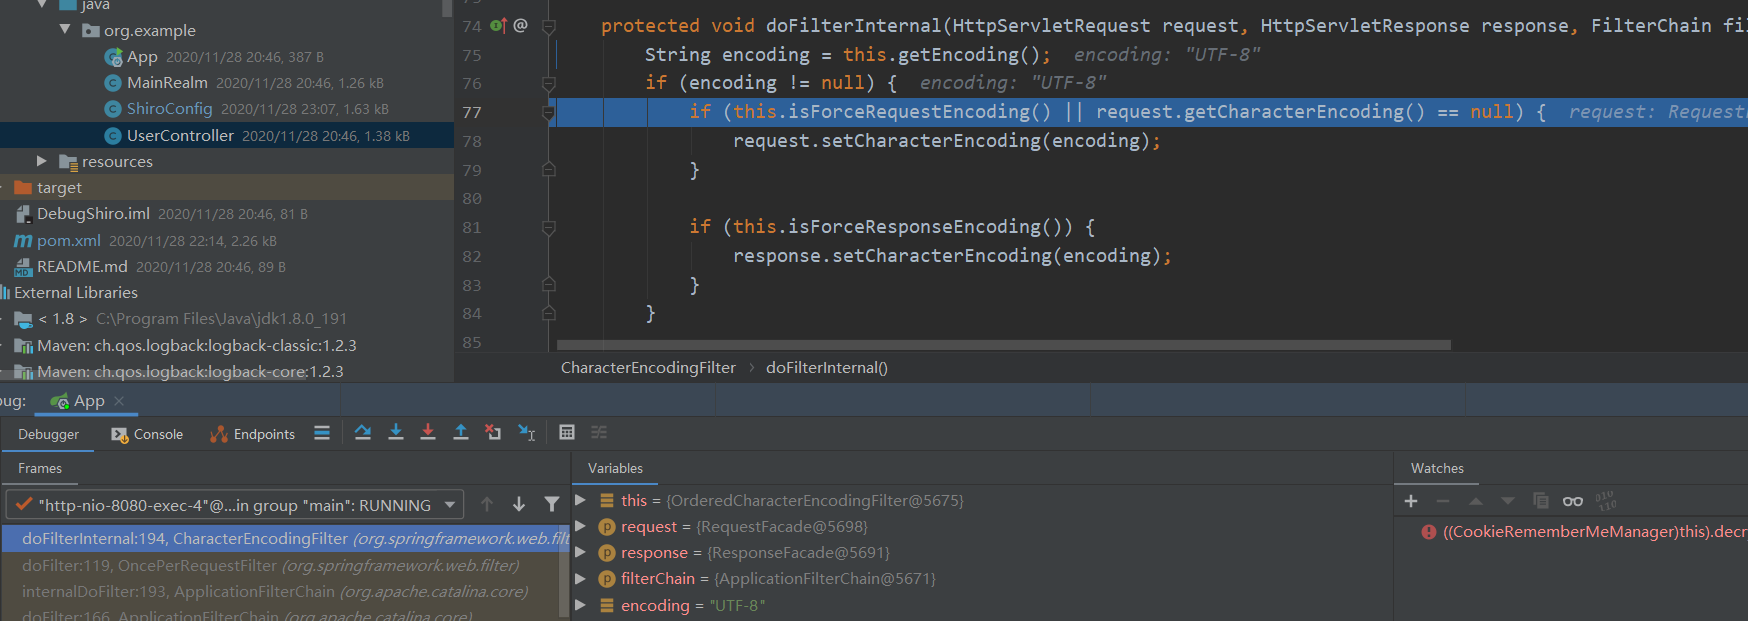 java
org.example
App 2020/11/28 20:46, 387 B
MainRealm 2020/11/28 20:46, 1.26 kB
ShiroConfig 2020/11/28 23:07, 1.63 kB
UserController 2020/11/28 20:46, 1.38 kB
resources
target
DebugShiro.iml 2020/11/28 20:46, 81 B
pom.xml 2020/11/28 22:14, 2.26 kB
README.md 2020/11/28 20:46, 89 B
External Libraries
< 1.8 > C:\Program Files\Java\jdk1.8.0_191
Maven: ch.qos.logback:logback-classic:1.2.3
Maven: ch.qos.logback:logback-core:1.2.3
74 protected void doFilterInternal(HttpServletRequest request, HttpServletResponse response, FilterChain fil
75 String encoding = this.getEncoding(); encoding: "UTF-8"
76 if (encoding != null) { encoding: "UTF-8"
77 if (this.isForceRequestEncoding() || request.getCharacterEncoding() == null) { request: Request
78 request.setCharacterEncoding(encoding);
79 }
80
81 if (this.isForceResponseEncoding()) {
82 response.setCharacterEncoding(encoding);
83 }
84 }
85
CharacterEncodingFilter › doFilterInternal()
ug: App ×
Debugger Console Endpoints
Frames
"http-nio-8080-exec-4"@...in group "main": RUNNING
doFilterInternal:194, CharacterEncodingFilter (org.springframework.web.filt
doFilter:119, OncePerRequestFilter (org.springframework.web.filter)
internalDoFilter:193, ApplicationFilterChain (org.apache.catalina.core)
doFilter:166, ApplicationFilterChain (org.apache.catalina.core)
Variables
this = {OrderedCharacterEncodingFilter@5675}
request = {RequestFacade@5698}
response = {ResponseFacade@5691}
filterChain = {ApplicationFilterChain@5671}
encoding = "UTF-8"
Watches
((CookieRememberMeManager)this).decr